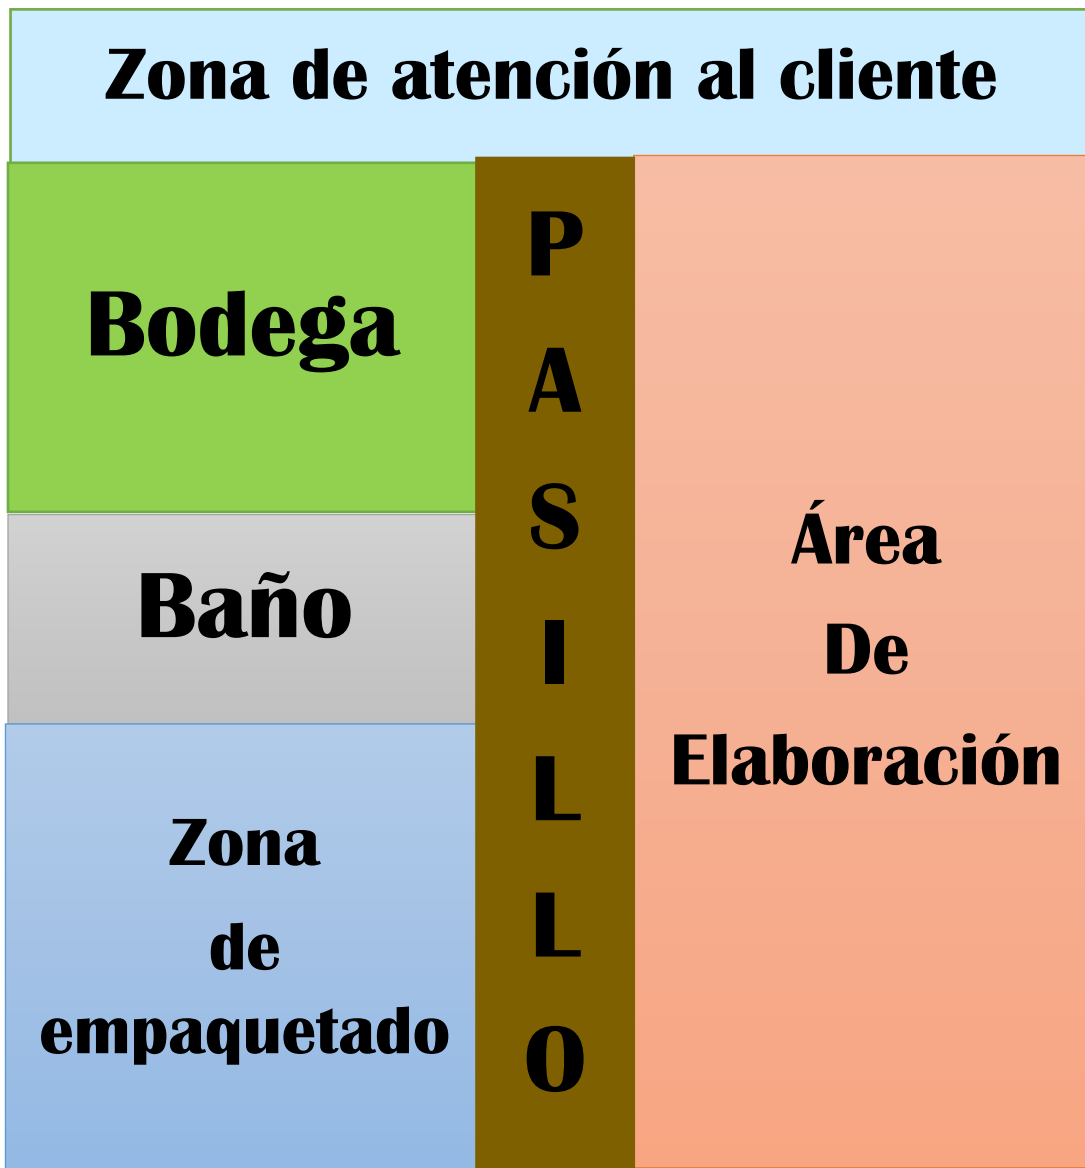 Zona de atención al cliente
Bodega
Baño
Zona
de
empaquetado
P
A
S
I
L
L
O
Área
De
Elaboración